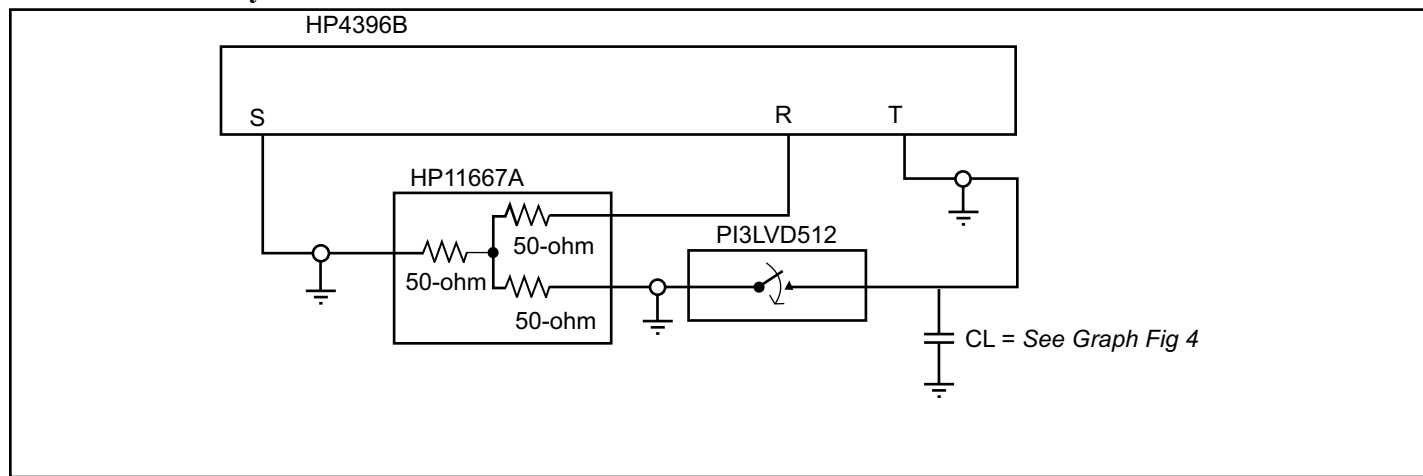 HP4396B
S
R
T
HP11667A
50-ohm
50-ohm
50-ohm
PI3LVD512
CL = See Graph Fig 4